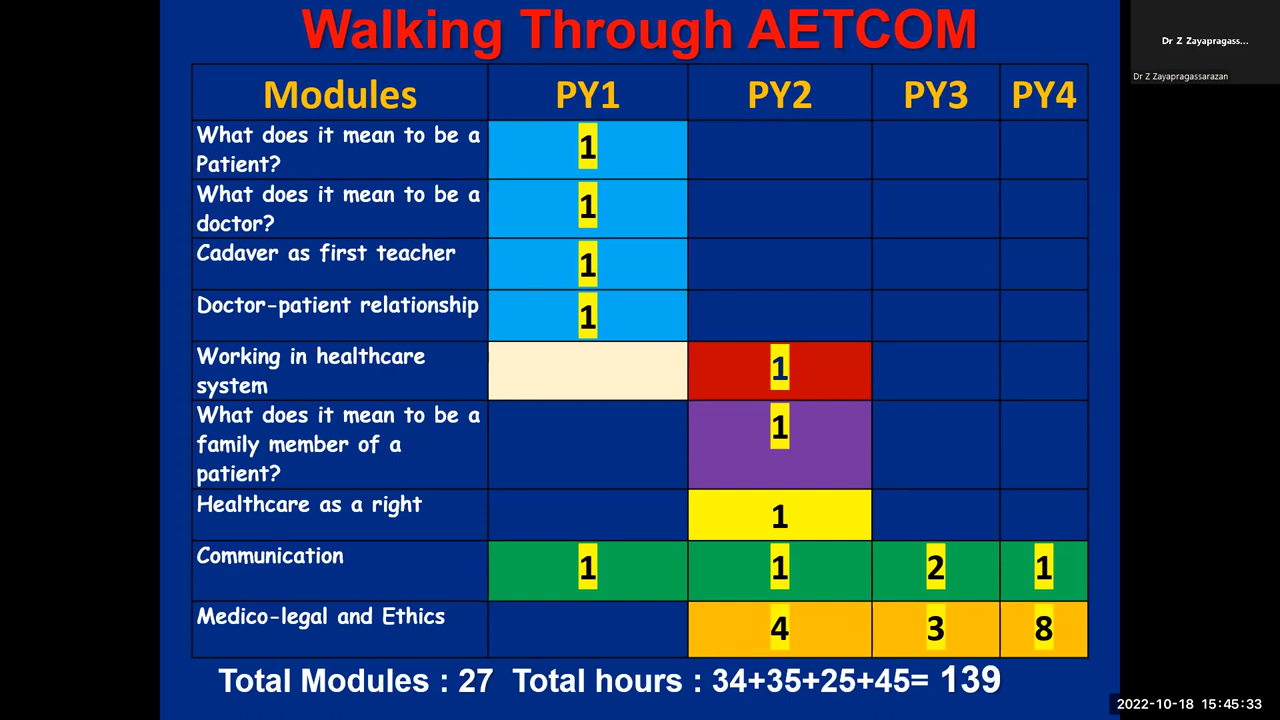 Walking Through AETCOM
Dr Z Zayapragass...
Dr Z Zayapragassarazan
Modules PY1 PY2 PY3 PY4
What does it mean to be a
Patient?
1
What does it mean to be a
doctor?
1
Cadaver as first teacher
1
Doctor-patient relationship
1
Working in healthcare
system
1
What does it mean to be a
family member of a
patient?
1
Healthcare as a right
1
Communication
1 1 2 1
Medico-legal and Ethics
4 3 8
Total Modules : 27 Total hours : 34+35+25+45= 139
2022-10-18 15:45:33